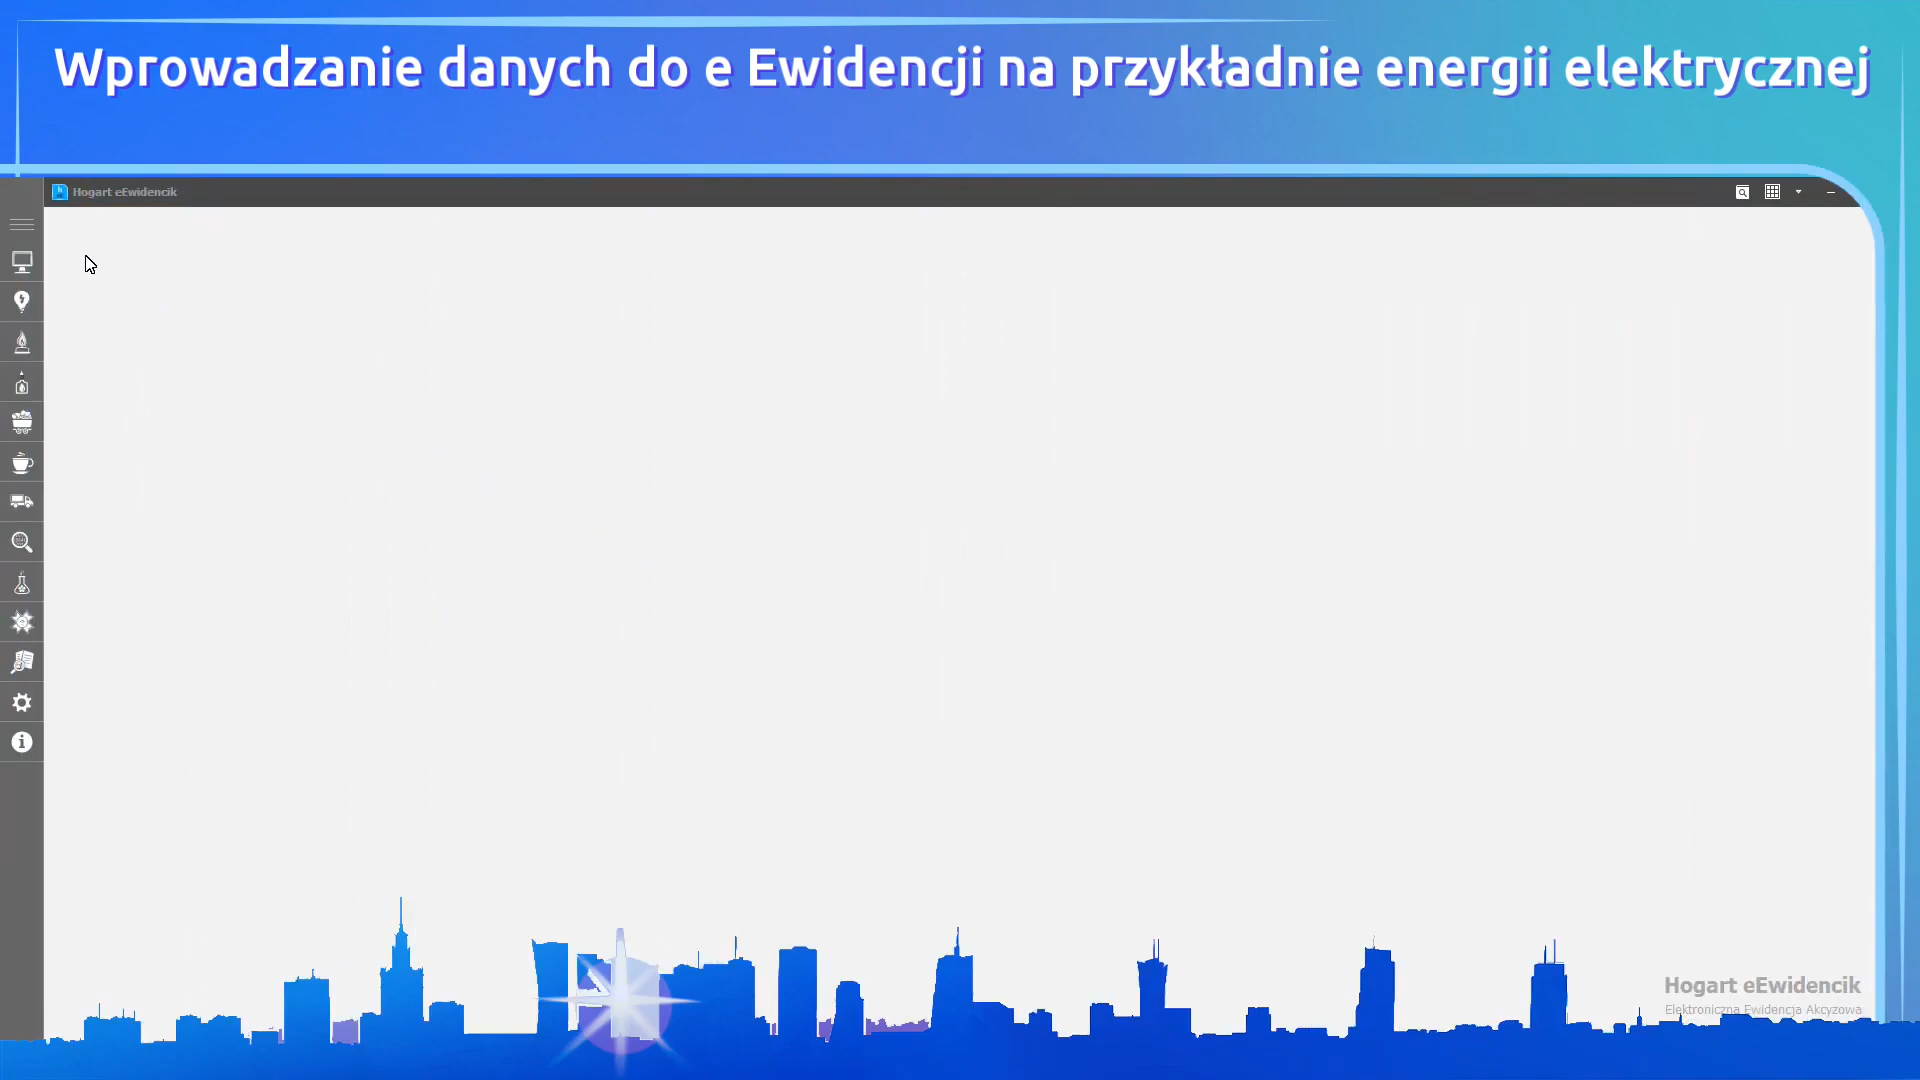 Wprowadzanie danych do e Ewidencji na przykładnie energii elektrycznej
Hogart eEwidencik
Hogart eEwidencik
Elektroniczna Ewidencja Akcyzowa